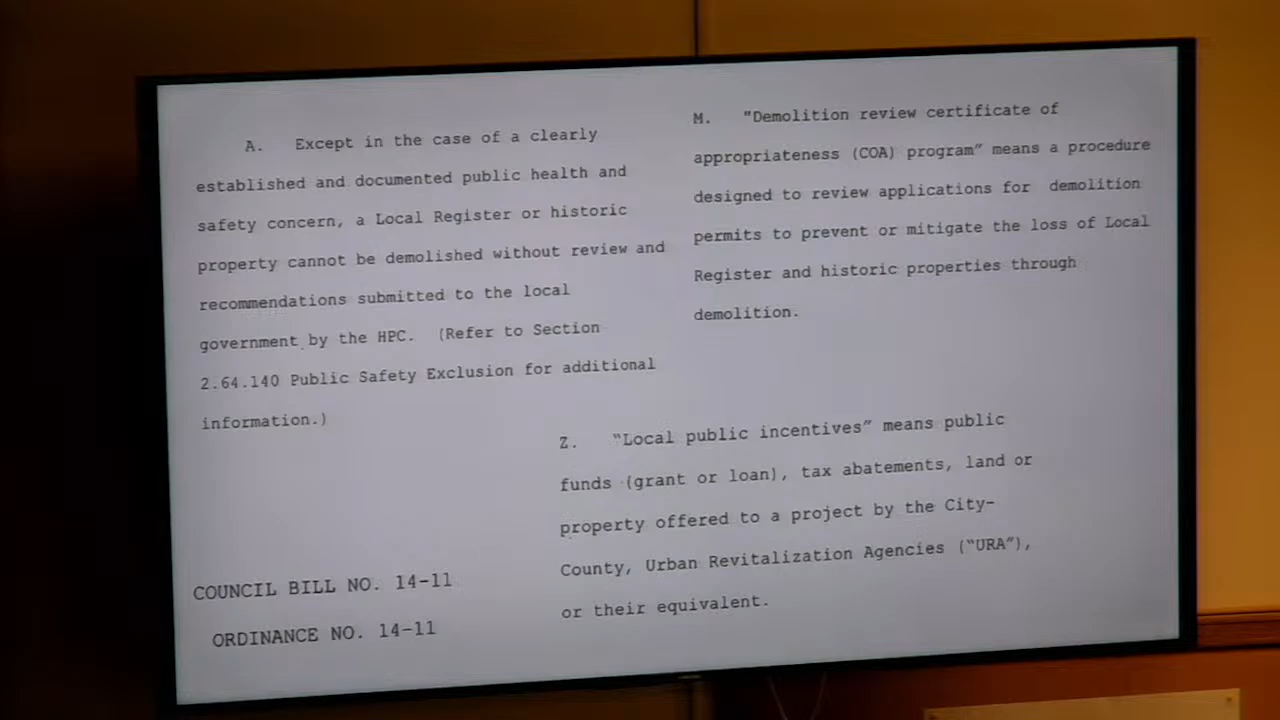 A. Except in the case of a clearly
established and documented public health and
safety concern, a Local Register or historic
property cannot be demolished without review and
recommendations submitted to the local
government by the HPC. (Refer to Section
2.64.140 Public Safety Exclusion for additional
information.)
M. "Demolition review certificate of
appropriateness (COA) program" means a procedure
designed to review applications for demolition
permits to prevent or mitigate the loss of Local
Register and historic properties through
demolition.
Z. "Local public incentives" means public
funds (grant or loan), tax abatements, land or
property offered to a project by the City-
County, Urban Revitalization Agencies ("URA"),
or their equivalent.
COUNCIL BILL NO. 14-11
ORDINANCE NO. 14-11